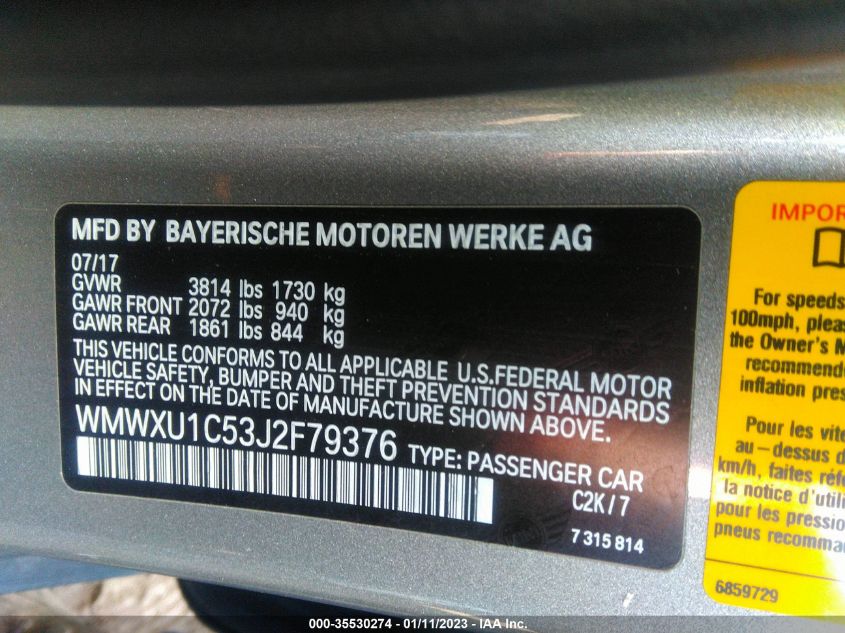 MFD BY BAYERISCHE MOTOREN WERKE AG
07/17
GVWR 3814 lbs 1730 kg
GAWR FRONT 2072 lbs 940 kg
GAWR REAR 1861 lbs 844 kg
THIS VEHICLE CONFORMS TO ALL APPLICABLE U.S.FEDERAL MOTOR
VEHICLE SAFETY, BUMPER AND THEFT PREVENTION STANDARDS
IN EFFECT ON THE DATE OF MANUFACTURE SHOWN ABOVE.
WMWXU1C53J2F79376 TYPE: PASSENGER CAR
C2K / 7
7 315 814
IMPOR
For speeds
100mph, pleas
the Owner's M
recommende
inflation pres
Pour les vite
au-dessus d
km/h, faites réfé
la notice d'utili
pour les pression
pneus recomma
6859729
000-35530274 - 01/11/2023 - IAA Inc.